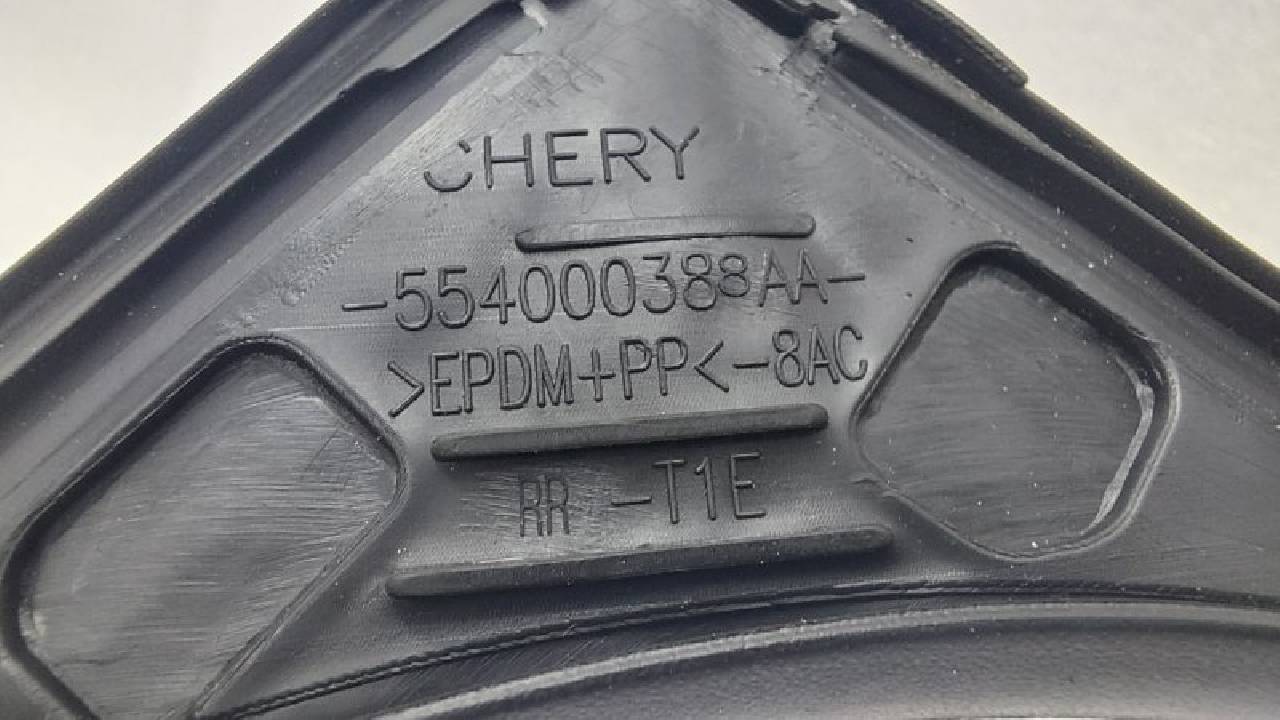 CHERY
-554000388AA-
>EPDM+PP<-8AC
RR -T1E